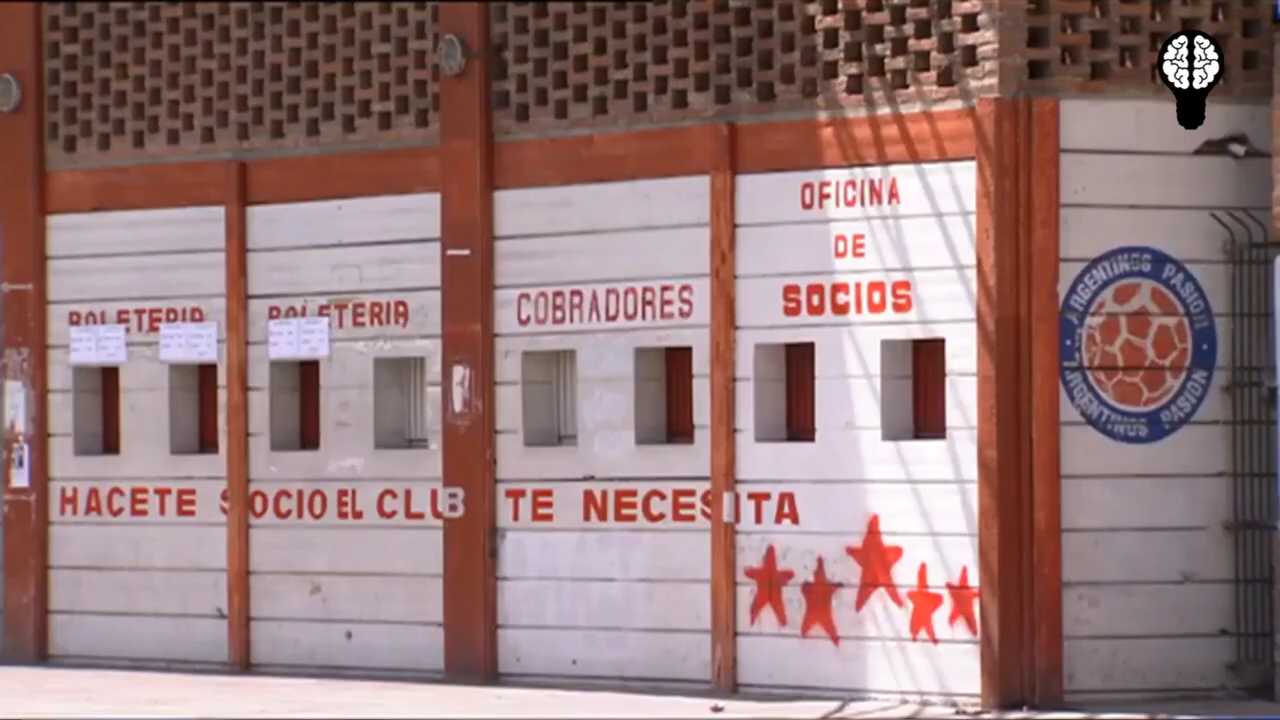 BOLETERIA
BOLETERIA
COBRADORES
OFICINA
DE
SOCIOS
HACETE SOCIO EL CLUB TE NECESITA
ARGENTINOS PASION
ARGENTINOS PASION